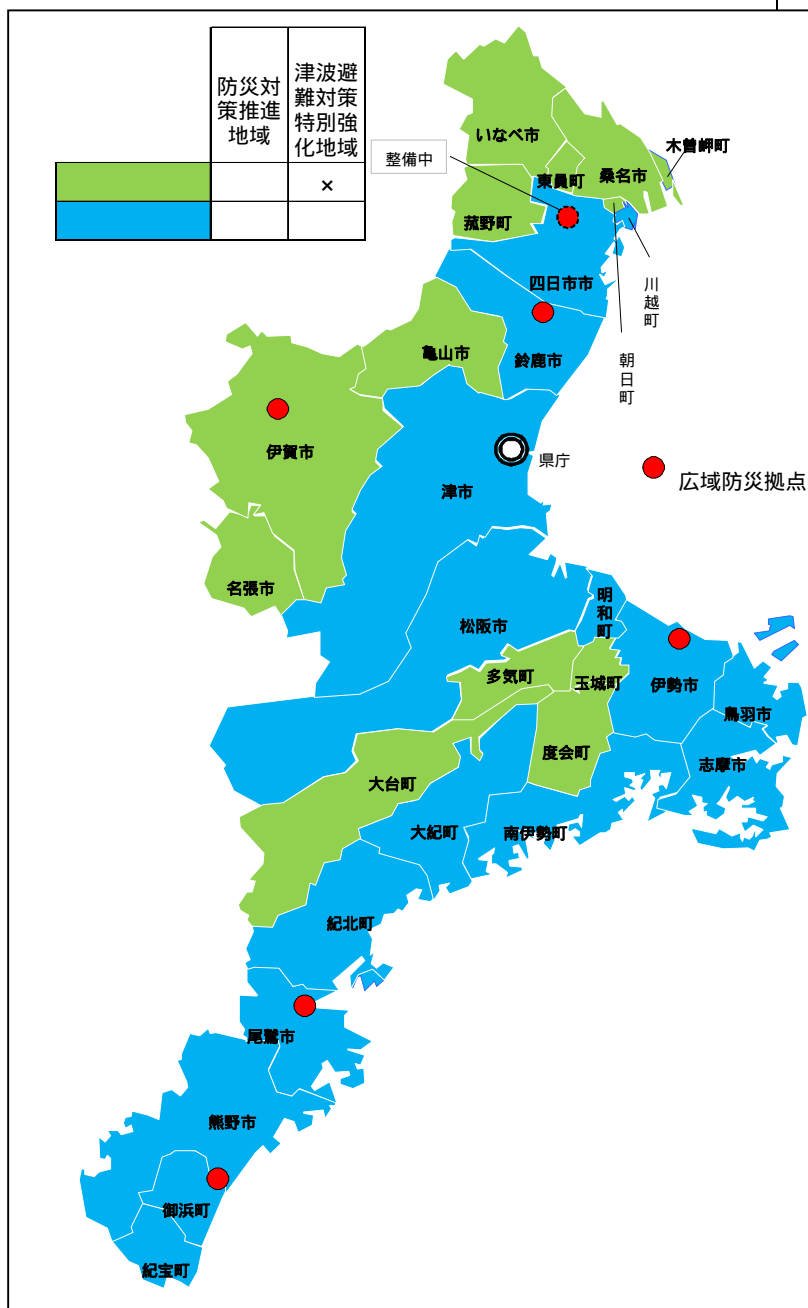 防災対
策推進
地域
津波避
難対策
特別強
化地域
×
整備中
いなべ市
木曽岬町
桑名市
東員町
菰野町
四日市市
川越町
朝日町
鈴鹿市
亀山市
伊賀市
県庁
広域防災拠点
津市
名張市
松阪市
明和町
多気町
玉城町
伊勢市
鳥羽市
度会町
志摩市
大台町
大紀町
南伊勢町
紀北町
尾鷲市
熊野市
御浜町
紀宝町